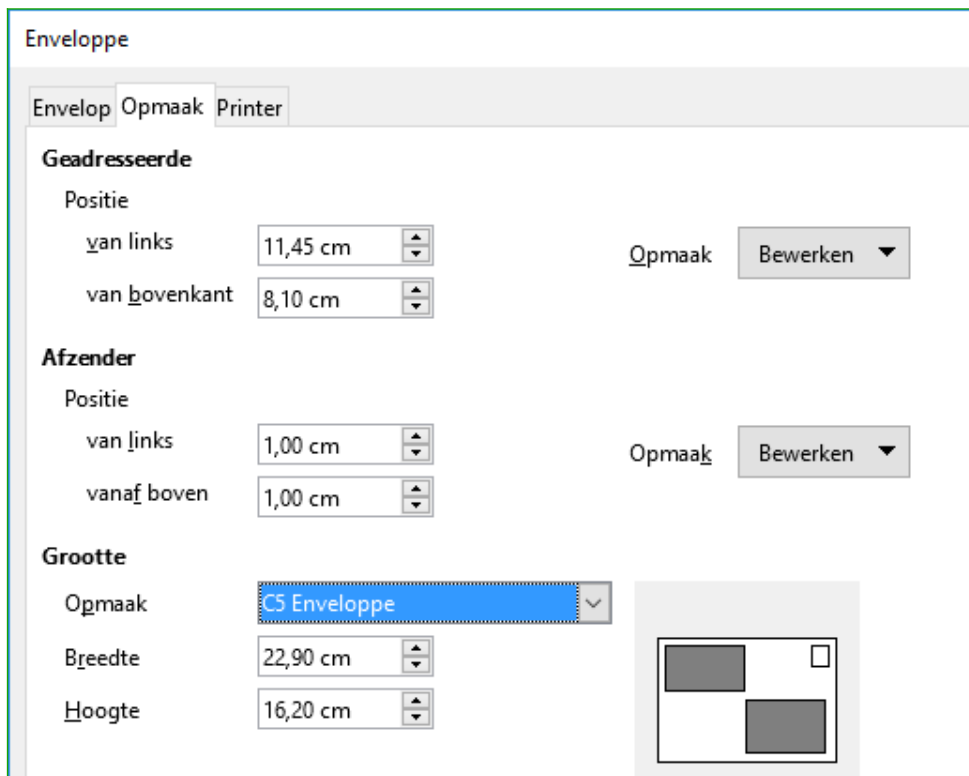 Enveloppe
Envelop Opmaak Printer
Geadresseerde
Positie
van links 11,45 cm Opmaak Bewerken
van bovenkant 8,10 cm
Afzender
Positie
van links 1,00 cm Opmaak Bewerken
vanaf boven 1,00 cm
Grootte
Opmaak C5 Enveloppe
Breedte 22,90 cm
Hoogte 16,20 cm